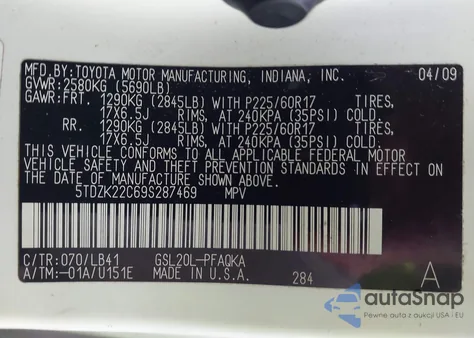 MFD.BY:TOYOTA MOTOR MANUFACTURING, INDIANA, INC. 04/09
GVWR:2580KG (5690LB)
GAWR:FRT. 1290KG (2845LB) WITH P225/60R17 TIRES,
17X6.5J RIMS, AT 240KPA (35PSI) COLD.
RR. 1290KG (2845LB) WITH P225/60R17 TIRES,
17X6.5J RIMS, AT 240KPA (35PSI) COLD.
THIS VEHICLE CONFORMS TO ALL APPLICABLE FEDERAL MOTOR
VEHICLE SAFETY AND THEFT PREVENTION STANDARDS IN EFFECT
ON THE DATE OF MANUFACTURE SHOWN ABOVE.
5TDZK22C69S287469 MPV
C/TR:070/LB41 GSL20L-PFAQKA A
A/TM:-01A/U151E MADE IN U.S.A. 284
autoSnap
Pewne auto z USA i EU